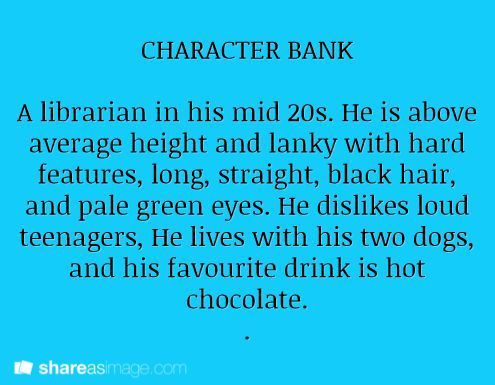 CHARACTER BANK
A librarian in his mid 20s. He is above
average height and lanky with hard
features, long, straight, black hair,
and pale green eyes. He dislikes loud
teenagers, He lives with his two dogs,
and his favourite drink is hot
chocolate.
.
shareasimage.com